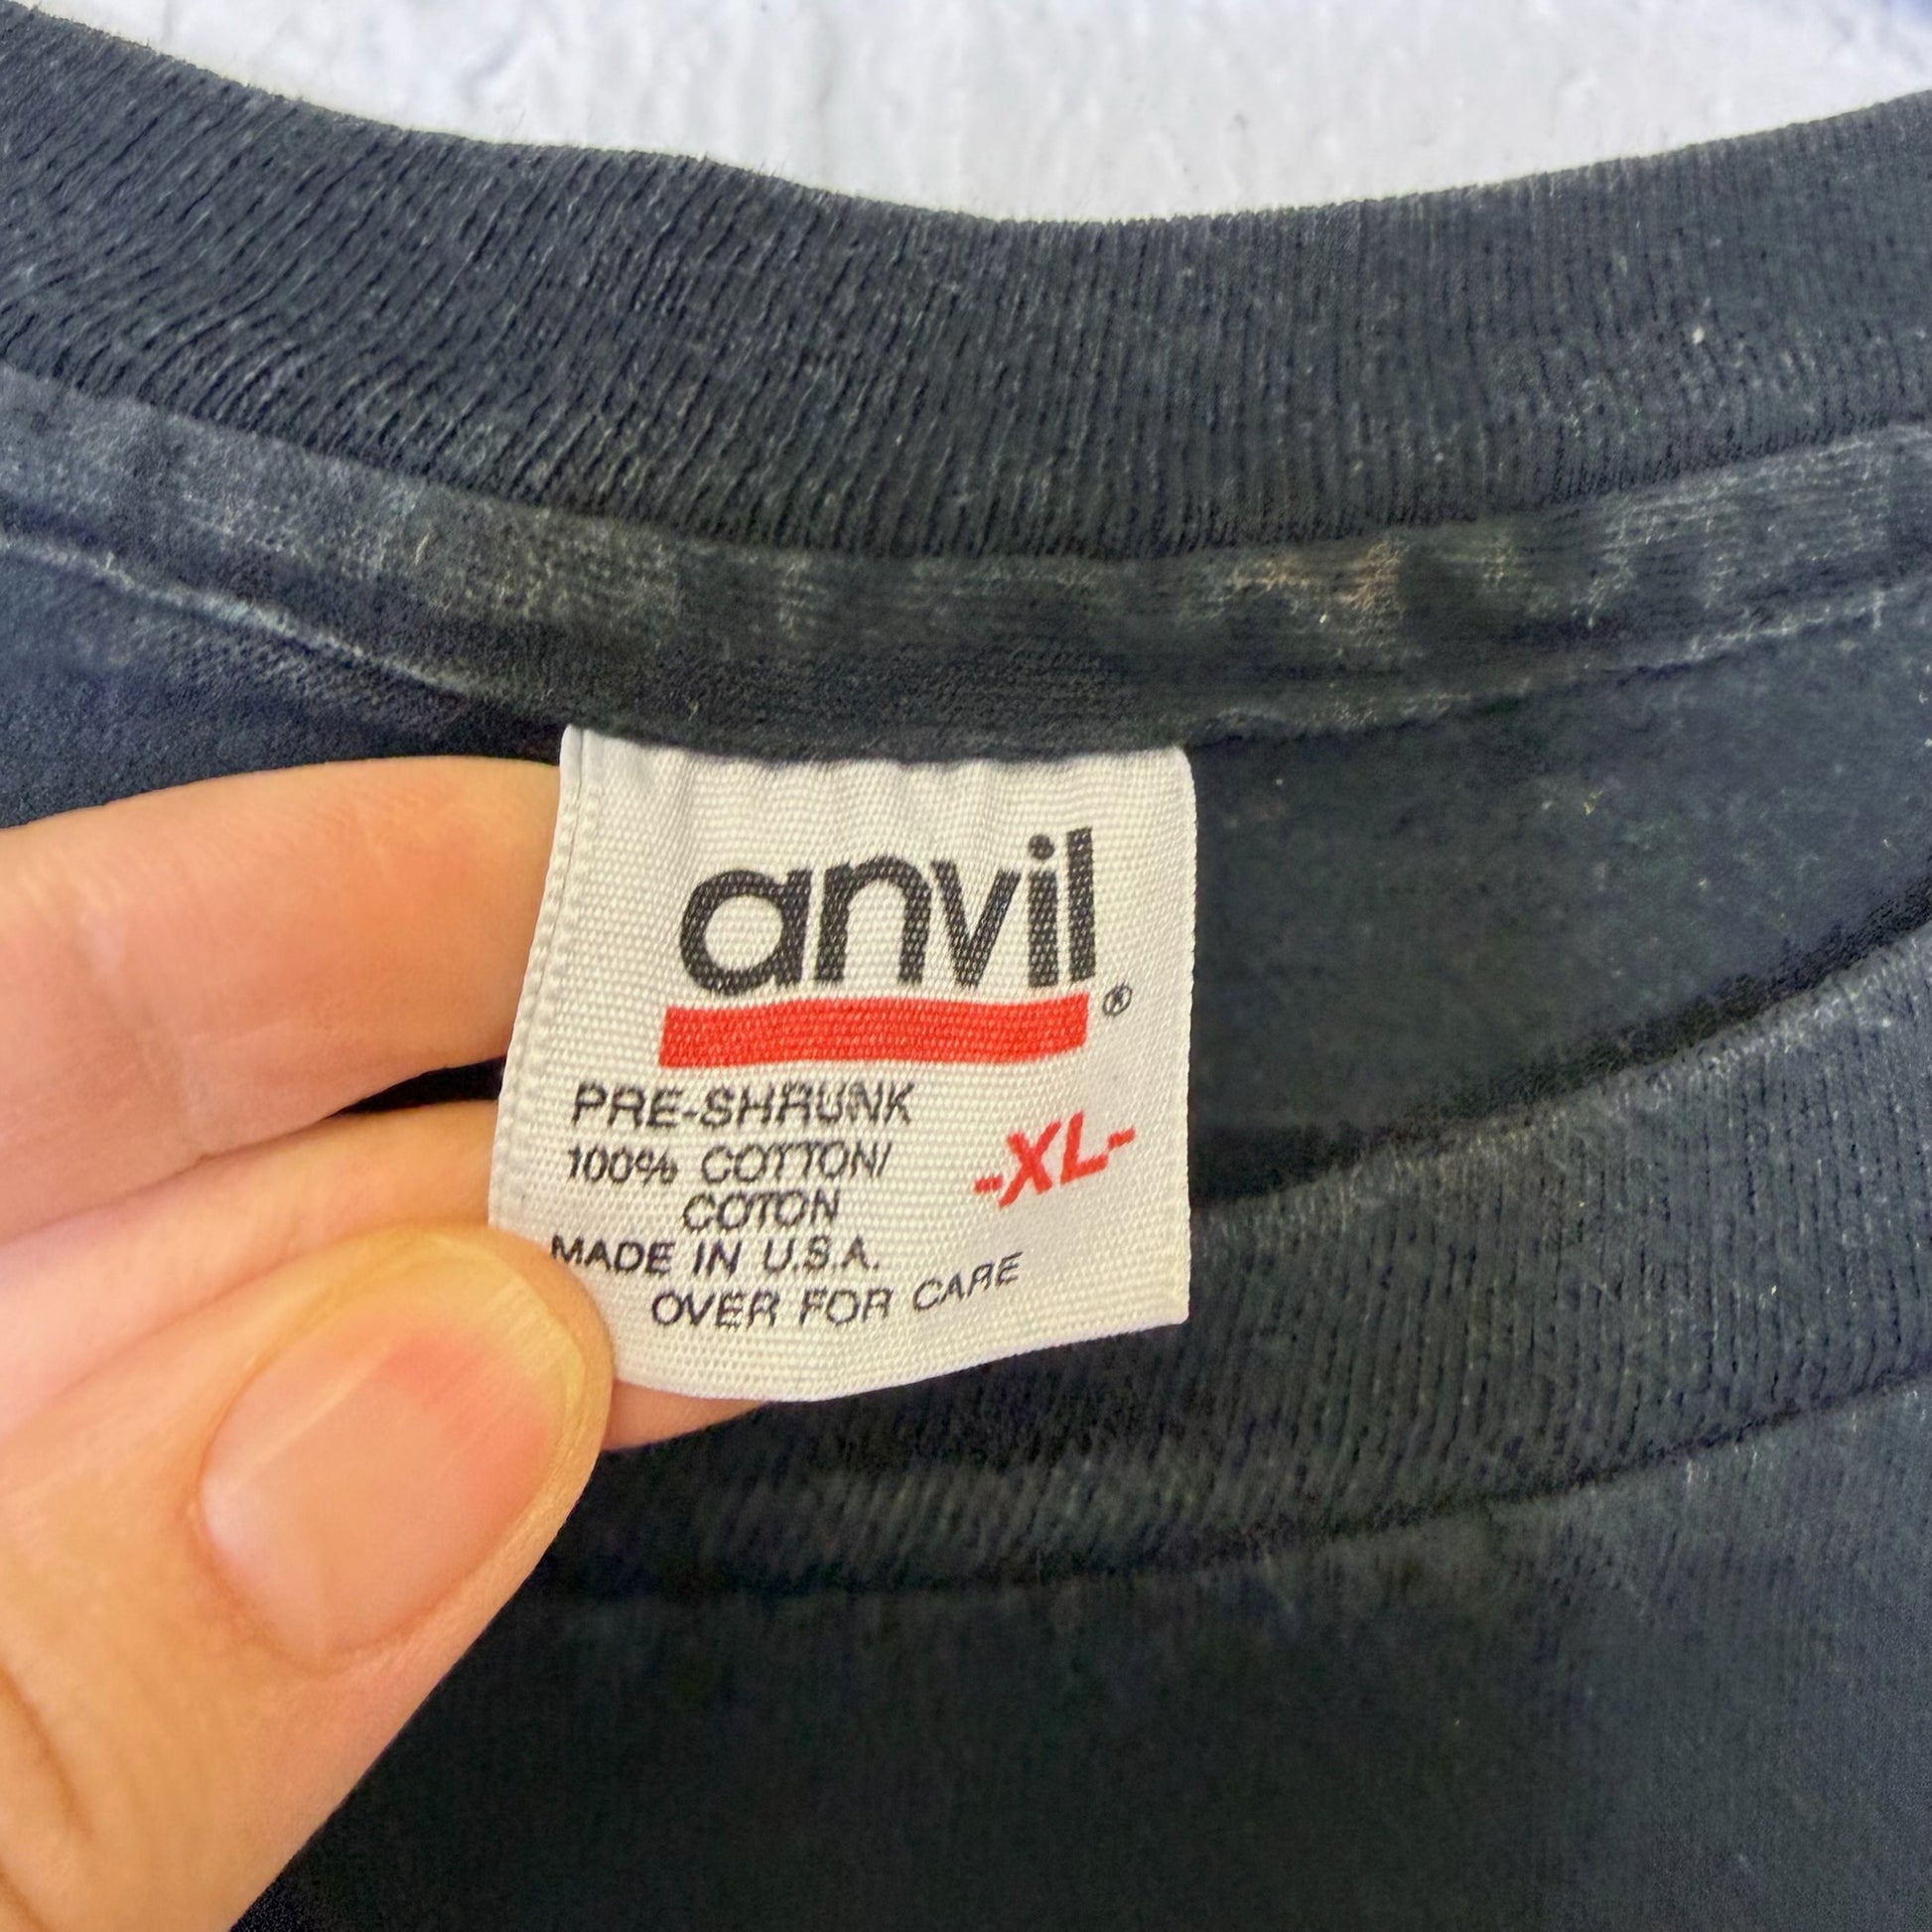 anvil®
PRE-SHRUNK
100% COTTON/
COTON
-XL-
MADE IN U.S.A.
OVER FOR CARE